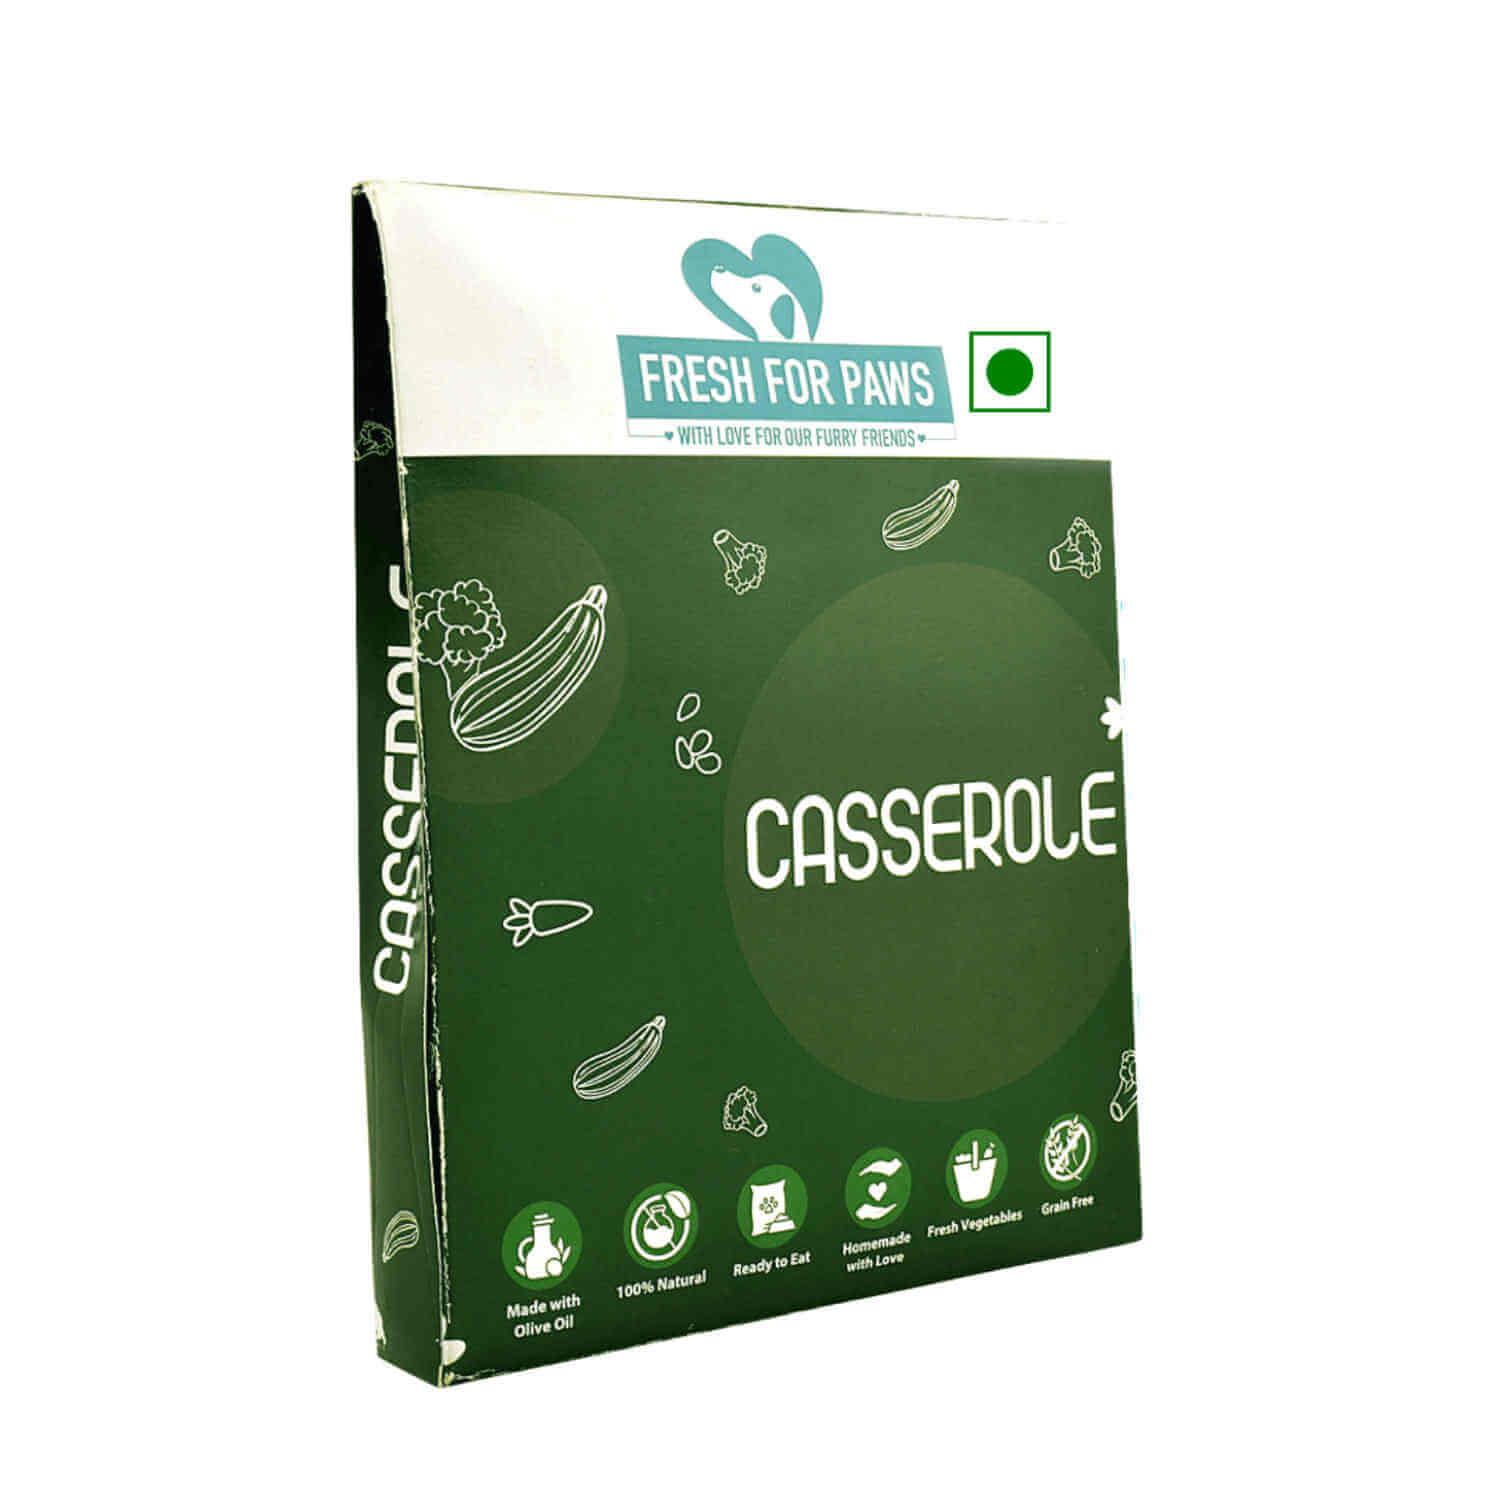 FRESH FOR PAWS
WITH LOVE FOR OUR FURRY FRIENDS
CASSEROLE
CASSEROLE
Made with
Olive Oil
100% Natural
Ready to Eat
Homemade
with Love
Fresh Vegetables
Grain Free